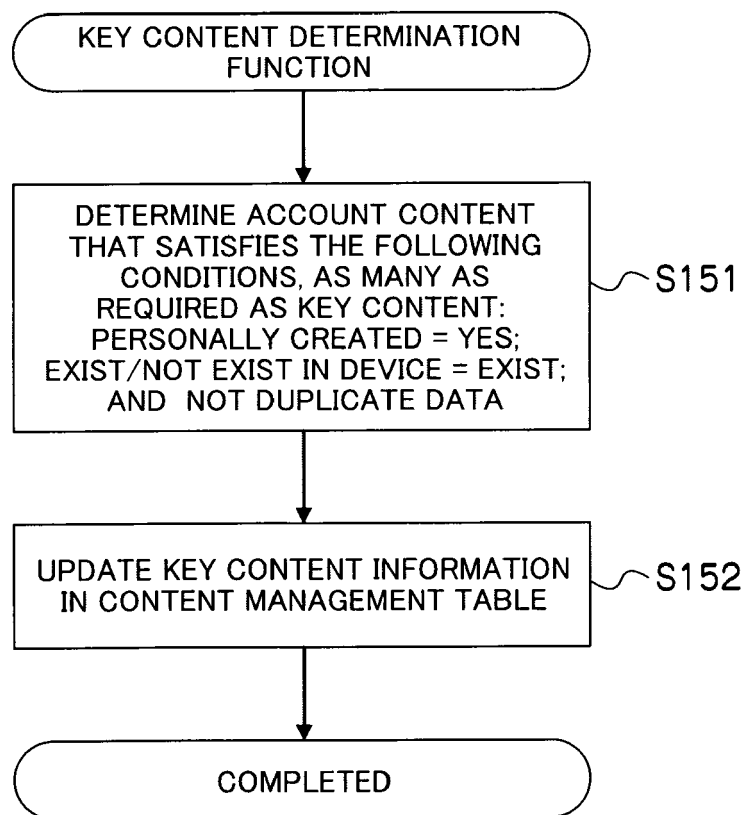 KEY CONTENT DETERMINATION
FUNCTION
DETERMINE ACCOUNT CONTENT
THAT SATISFIES THE FOLLOWING
CONDITIONS, AS MANY AS
REQUIRED AS KEY CONTENT:
PERSONALLY CREATED = YES;
EXIST/NOT EXIST IN DEVICE = EXIST;
AND NOT DUPLICATE DATA
S151
UPDATE KEY CONTENT INFORMATION
IN CONTENT MANAGEMENT TABLE
S152
COMPLETED